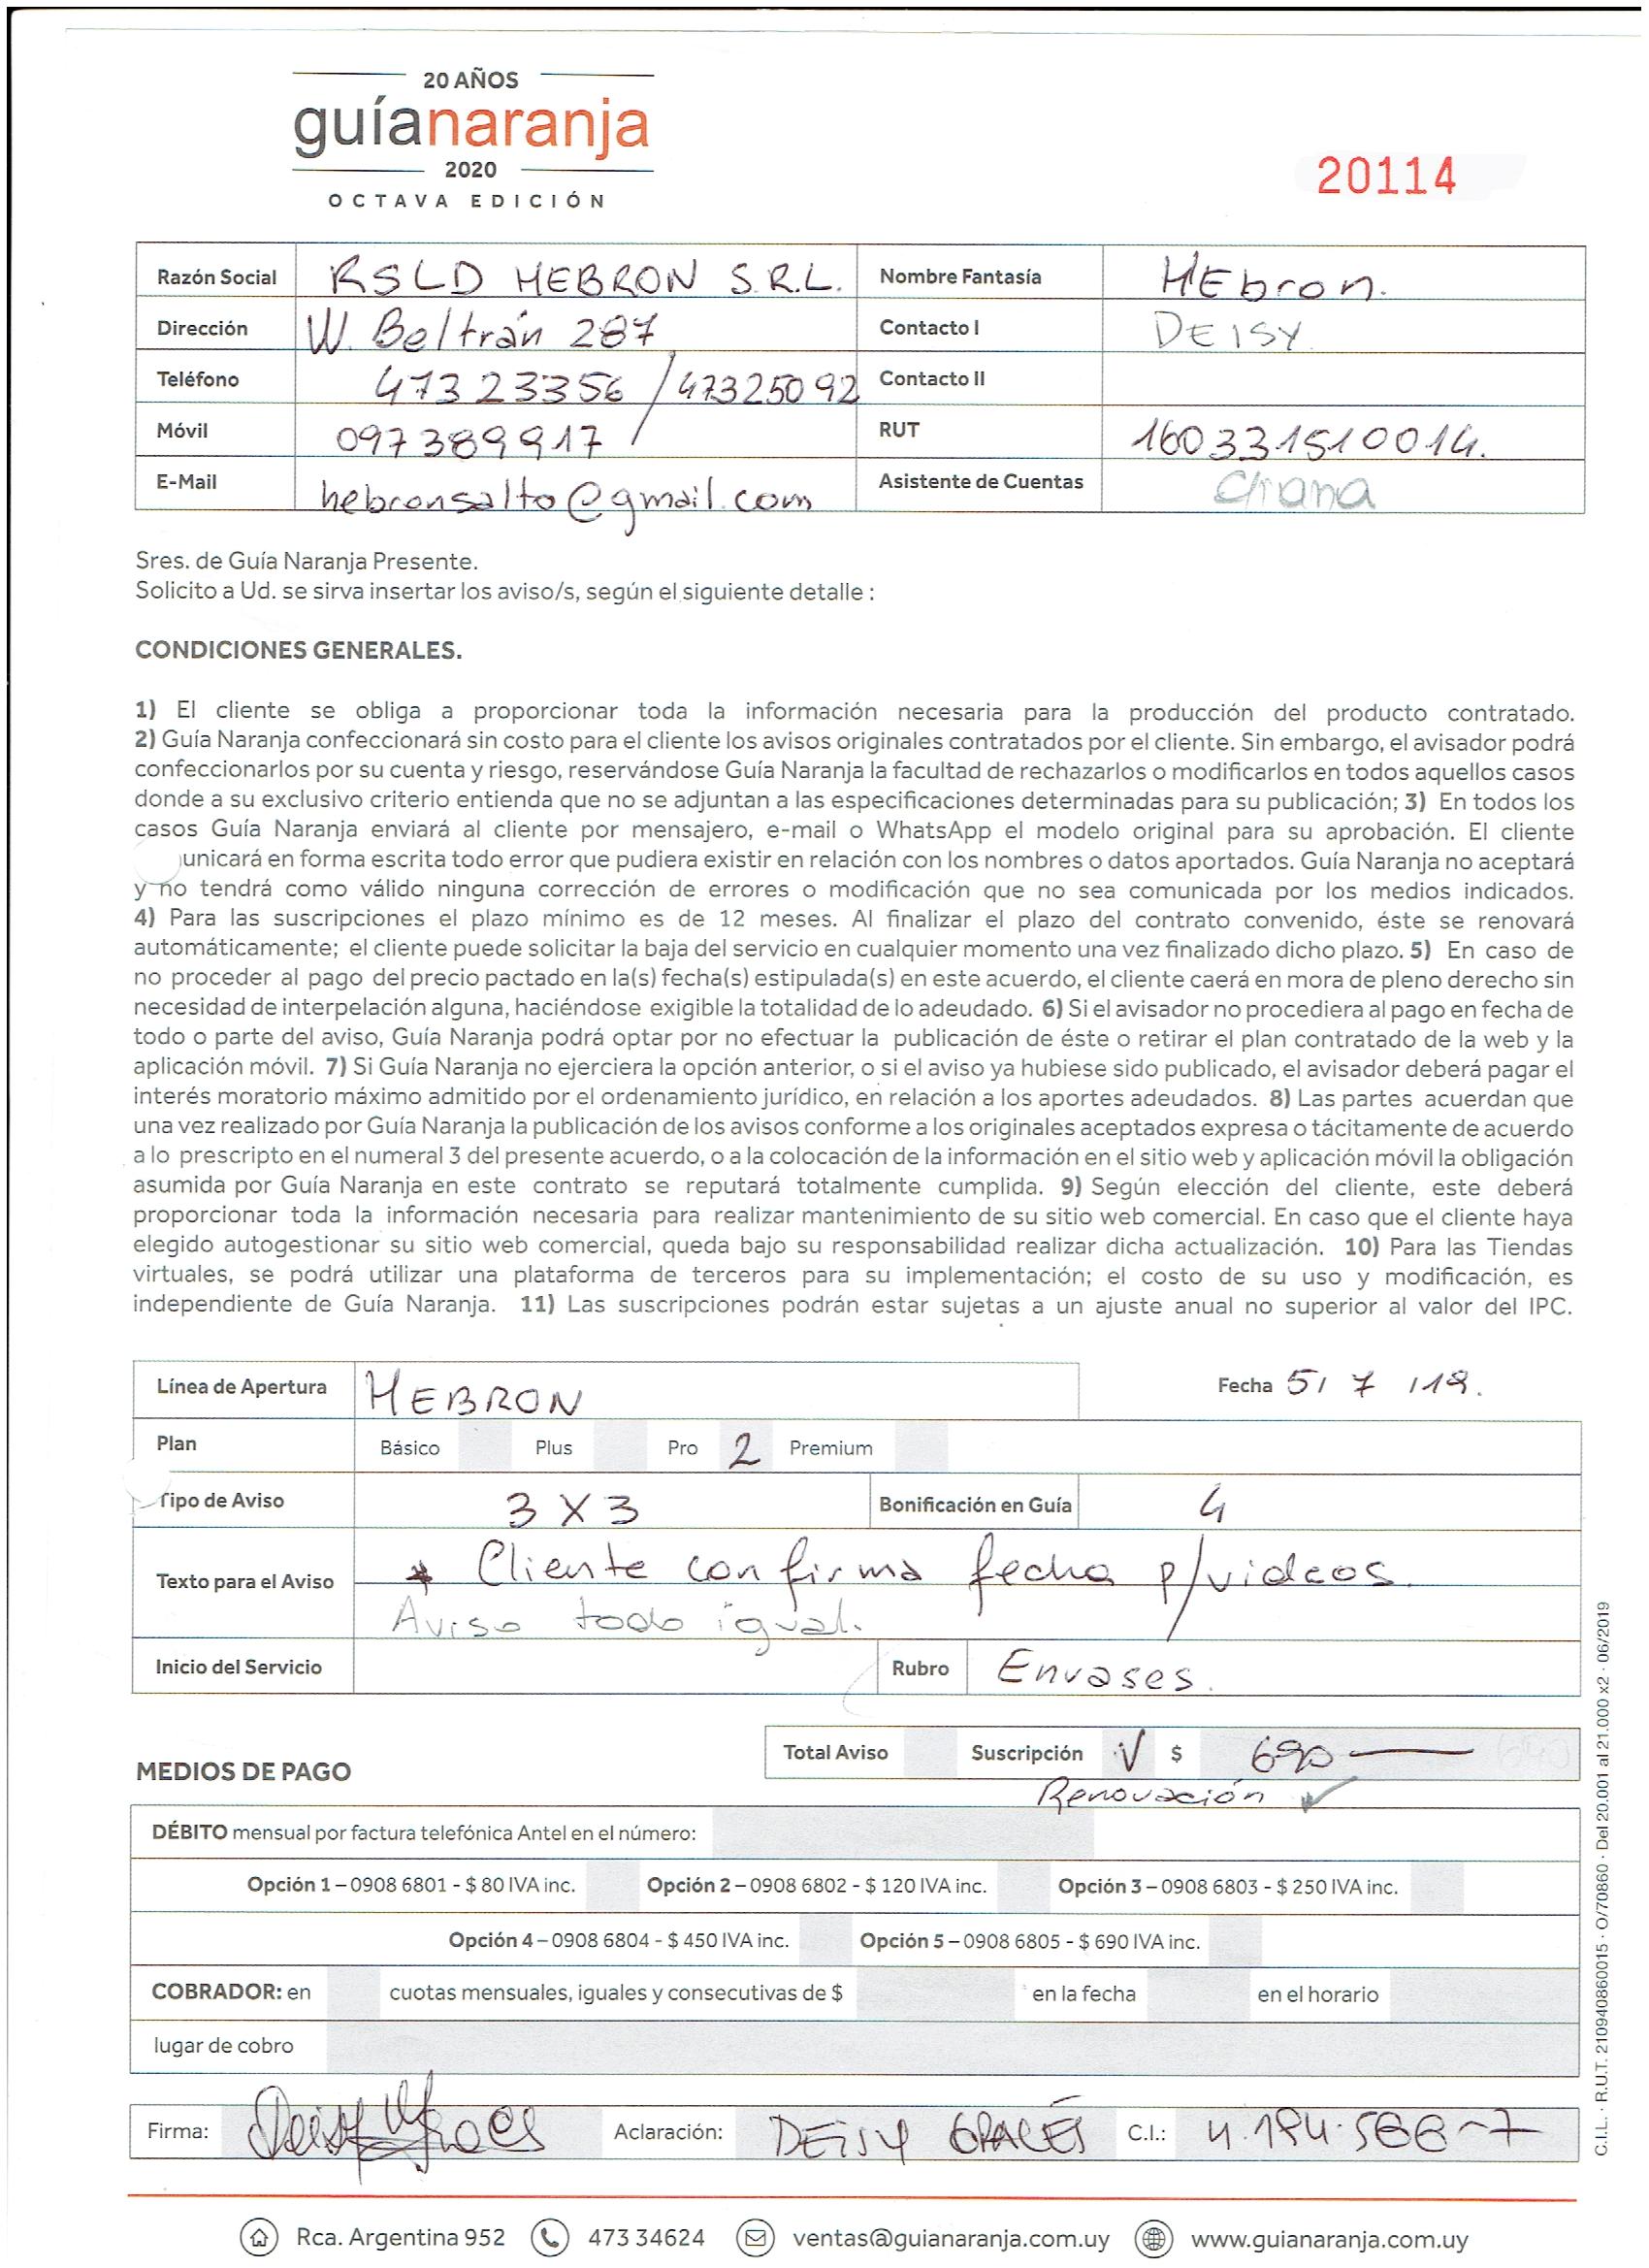 20 AÑOS
guíanaranja
2020
OCTAVA EDICIÓN
20114
Razón Social RSLD HEBRON S.R.L. Nombre Fantasía HEbron.
Dirección W. Beltrán 287 Contacto I DEISY
Teléfono 473 23356 / 47325092 Contacto II
Móvil 097389917 RUT 160331510014.
E-Mail hebronsalto@gmail.com Asistente de Cuentas
Sres. de Guía Naranja Presente.
Solicito a Ud. se sirva insertar los aviso/s, según el siguiente detalle :
CONDICIONES GENERALES.
1) El cliente se obliga a proporcionar toda la información necesaria para la producción del producto contratado.
2) Guía Naranja confeccionará sin costo para el cliente los avisos originales contratados por el cliente. Sin embargo, el avisador podrá
confeccionarlos por su cuenta y riesgo, reservándose Guía Naranja la facultad de rechazarlos o modificarlos en todos aquellos casos
donde a su exclusivo criterio entienda que no se adjuntan a las especificaciones determinadas para su publicación; 3) En todos los
casos Guía Naranja enviará al cliente por mensajero, e-mail o WhatsApp el modelo original para su aprobación. El cliente
unicará en forma escrita todo error que pudiera existir en relación con los nombres o datos aportados. Guía Naranja no aceptará
y no tendrá como válido ninguna corrección de errores o modificación que no sea comunicada por los medios indicados.
4) Para las suscripciones el plazo mínimo es de 12 meses. Al finalizar el plazo del contrato convenido, éste se renovará
automáticamente; el cliente puede solicitar la baja del servicio en cualquier momento una vez finalizado dicho plazo. 5) En caso de
no proceder al pago del precio pactado en la(s) fecha(s) estipulada(s) en este acuerdo, el cliente caerá en mora de pleno derecho sin
necesidad de interpelación alguna, haciéndose exigible la totalidad de lo adeudado. 6) Si el avisador no procediera al pago en fecha de
todo o parte del aviso, Guía Naranja podrá optar por no efectuar la publicación de éste o retirar el plan contratado de la web y la
aplicación móvil. 7) Si Guía Naranja no ejerciera la opción anterior, o si el aviso ya hubiese sido publicado, el avisador deberá pagar el
interés moratorio máximo admitido por el ordenamiento jurídico, en relación a los aportes adeudados. 8) Las partes acuerdan que
una vez realizado por Guía Naranja la publicación de los avisos conforme a los originales aceptados expresa o tácitamente de acuerdo
a lo prescripto en el numeral 3 del presente acuerdo, o a la colocación de la información en el sitio web y aplicación móvil la obligación
asumida por Guía Naranja en este contrato se reputará totalmente cumplida. 9) Según elección del cliente, este deberá
proporcionar toda la información necesaria para realizar mantenimiento de su sitio web comercial. En caso que el cliente haya
elegido autogestionar su sitio web comercial, queda bajo su responsabilidad realizar dicha actualización. 10) Para las Tiendas
virtuales, se podrá utilizar una plataforma de terceros para su implementación; el costo de su uso y modificación, es
independiente de Guía Naranja. 11) Las suscripciones podrán estar sujetas a un ajuste anual no superior al valor del IPC.
Línea de Apertura HEBRON Fecha 5/ 7 /19.
Plan Básico Plus Pro 2 Premium
Tipo de Aviso 3 X 3 Bonificación en Guía 4
Texto para el Aviso * Cliente confirma fecha p/videos.
Aviso todo igual.
Inicio del Servicio Rubro Envases.
Total Aviso Suscripción √ $ 690
MEDIOS DE PAGO
Renovación ✓
DÉBITO mensual por factura telefónica Antel en el número:
Opción 1 – 0908 6801 - $ 80 IVA inc. Opción 2 – 0908 6802 - $ 120 IVA inc. Opción 3 – 0908 6803 - $ 250 IVA inc.
Opción 4 – 0908 6804 - $ 450 IVA inc. Opción 5 – 0908 6805 - $ 690 IVA inc.
COBRADOR: en cuotas mensuales, iguales y consecutivas de $ en la fecha en el horario
lugar de cobro
Firma: Aclaración: DEISY C.I.:
Rca. Argentina 952 473 34624 ventas@guianaranja.com.uy www.guianaranja.com.uy
C.I.L. · R.U.T. 210940860015 · O/70860 · Del 20.001 al 21.000 x2 · 06/2019